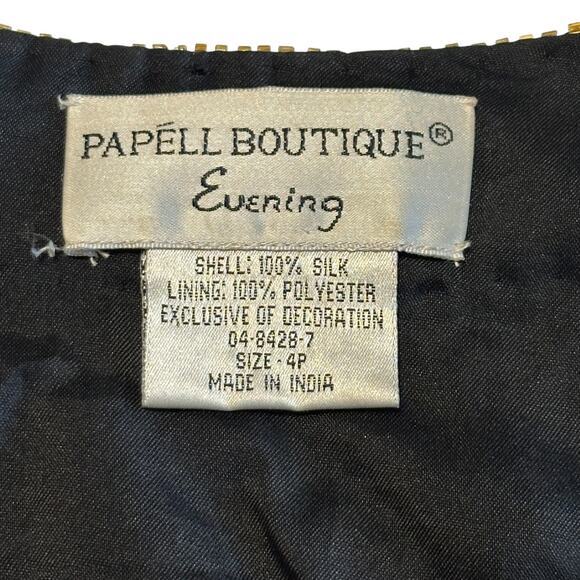 PAPÉLL BOUTIQUE®
Evening
SHELL: 100% SILK
LINING: 100% POLYESTER
EXCLUSIVE OF DECORATION
04-8428-7
SIZE - 4P
MADE IN INDIA